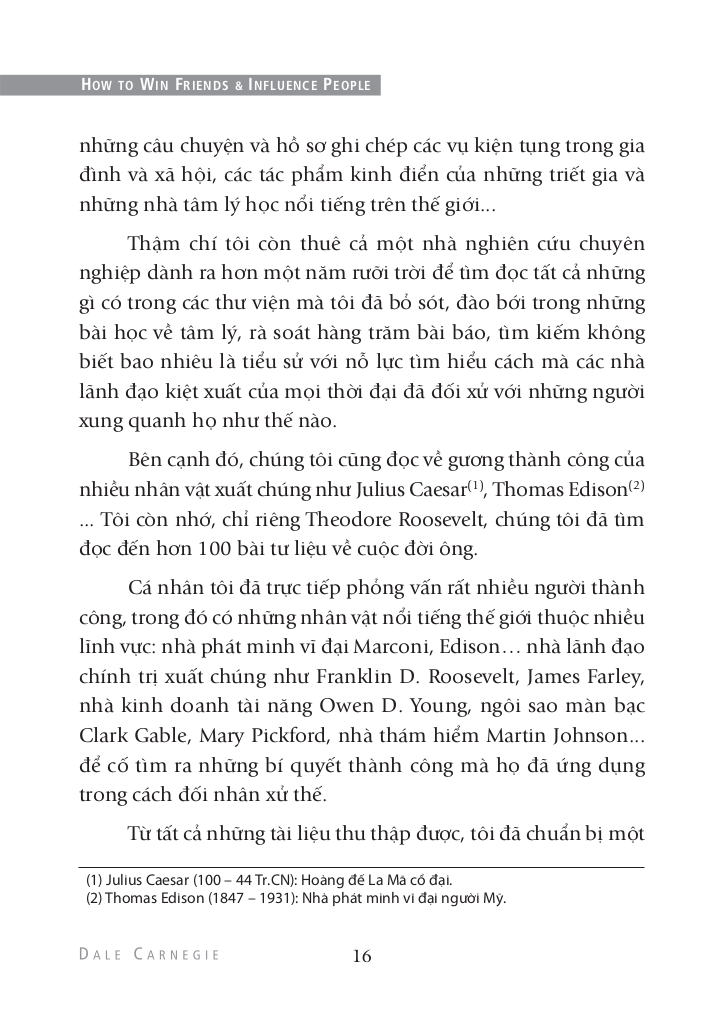 HOW TO WIN FRIENDS & INFLUENCE PEOPLE
những câu chuyện và hồ sơ ghi chép các vụ kiện tụng trong gia
đình và xã hội, các tác phẩm kinh điển của những triết gia và
những nhà tâm lý học nổi tiếng trên thế giới...
Thậm chí tôi còn thuê cả một nhà nghiên cứu chuyên
nghiệp dành ra hơn một năm rưỡi trời để tìm đọc tất cả những
gì có trong các thư viện mà tôi đã bỏ sót, đào bới trong những
bài học về tâm lý, rà soát hàng trăm bài báo, tìm kiếm không
biết bao nhiêu là tiểu sử với nỗ lực tìm hiểu cách mà các nhà
lãnh đạo kiệt xuất của mọi thời đại đã đối xử với những người
xung quanh họ như thế nào.
Bên cạnh đó, chúng tôi cũng đọc về gương thành công của
nhiều nhân vật xuất chúng như Julius Caesar(1), Thomas Edison(2)
... Tôi còn nhớ, chỉ riêng Theodore Roosevelt, chúng tôi đã tìm
đọc đến hơn 100 bài tư liệu về cuộc đời ông.
Cá nhân tôi đã trực tiếp phỏng vấn rất nhiều người thành
công, trong đó có những nhân vật nổi tiếng thế giới thuộc nhiều
lĩnh vực: nhà phát minh vĩ đại Marconi, Edison… nhà lãnh đạo
chính trị xuất chúng như Franklin D. Roosevelt, James Farley,
nhà kinh doanh tài năng Owen D. Young, ngôi sao màn bạc
Clark Gable, Mary Pickford, nhà thám hiểm Martin Johnson...
để cố tìm ra những bí quyết thành công mà họ đã ứng dụng
trong cách đối nhân xử thế.
Từ tất cả những tài liệu thu thập được, tôi đã chuẩn bị một
(1) Julius Caesar (100 – 44 Tr.CN): Hoàng đế La Mã cổ đại.
(2) Thomas Edison (1847 – 1931): Nhà phát minh vĩ đại người Mỹ.
DALE CARNEGIE 16